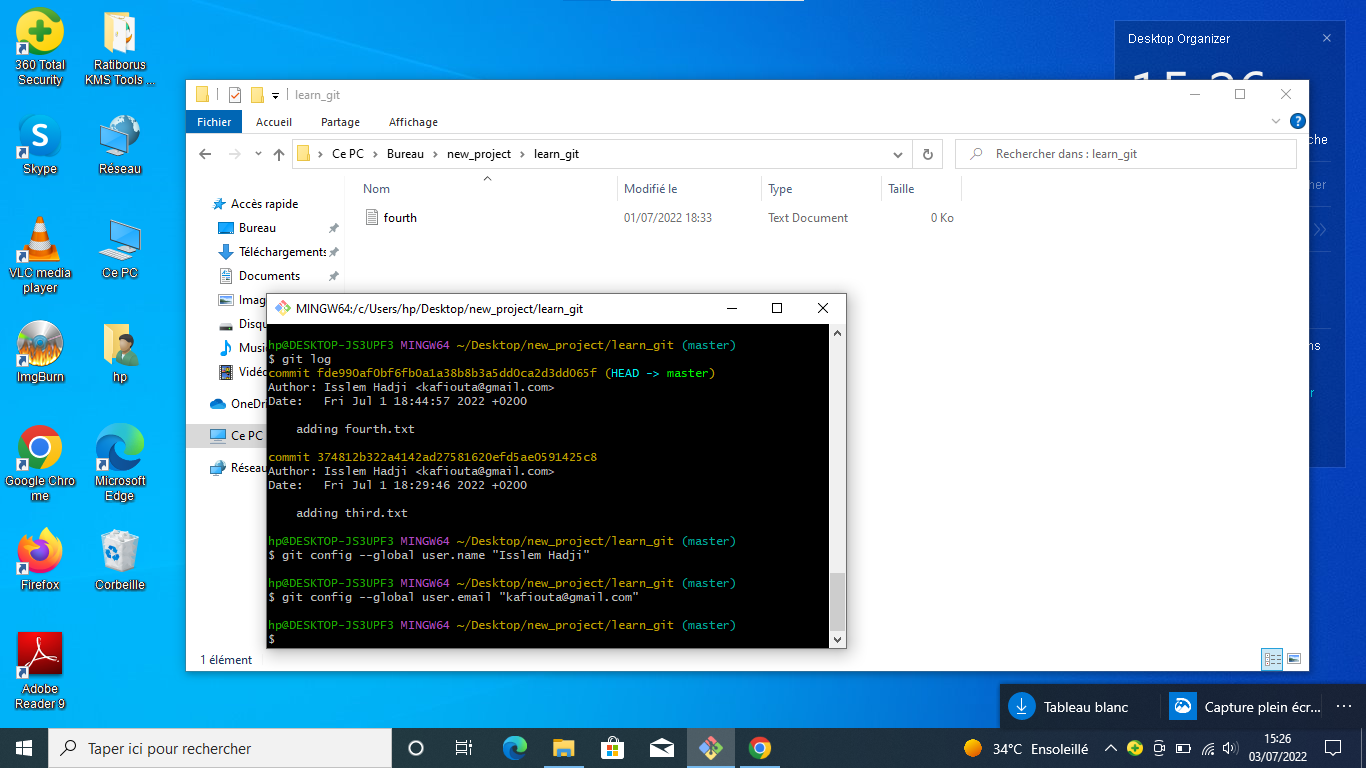 360 Total Security
Ratiborus KMS Tools ...
Skype
Réseau
VLC media player
Ce PC
ImgBurn
hp
Google Chrome
Microsoft Edge
Firefox
Corbeille
Adobe Reader 9
Desktop Organizer
15:26
learn_git
Fichier
Accueil
Partage
Affichage
Ce PC > Bureau > new_project > learn_git
Rechercher dans : learn_git
Nom
Modifié le
Type
Taille
fourth
01/07/2022 18:33
Text Document
0 Ko
Accès rapide
Bureau
Téléchargements
Documents
Imag
Disqu
Musi
Vidéo
OneDri
Ce PC
Réseau
1 élément
MINGW64:/c/Users/hp/Desktop/new_project/learn_git
hp@DESKTOP-JS3UPF3 MINGW64 ~/Desktop/new_project/learn_git (master)
$ git log
commit fde990af0bf6fb0a1a38b8b3a5dd0ca2d3dd065f (HEAD -> master)
Author: Isslem Hadji <kafiouta@gmail.com>
Date:   Fri Jul 1 18:44:57 2022 +0200
adding fourth.txt
commit 374812b322a4142ad27581620efd5ae0591425c8
Author: Isslem Hadji <kafiouta@gmail.com>
Date:   Fri Jul 1 18:29:46 2022 +0200
adding third.txt
hp@DESKTOP-JS3UPF3 MINGW64 ~/Desktop/new_project/learn_git (master)
$ git config --global user.name "Isslem Hadji"
hp@DESKTOP-JS3UPF3 MINGW64 ~/Desktop/new_project/learn_git (master)
$ git config --global user.email "kafiouta@gmail.com"
hp@DESKTOP-JS3UPF3 MINGW64 ~/Desktop/new_project/learn_git (master)
$
che
her
ns
r
Tableau blanc
Capture plein écr...
Taper ici pour rechercher
34°C Ensoleillé
15:26
03/07/2022